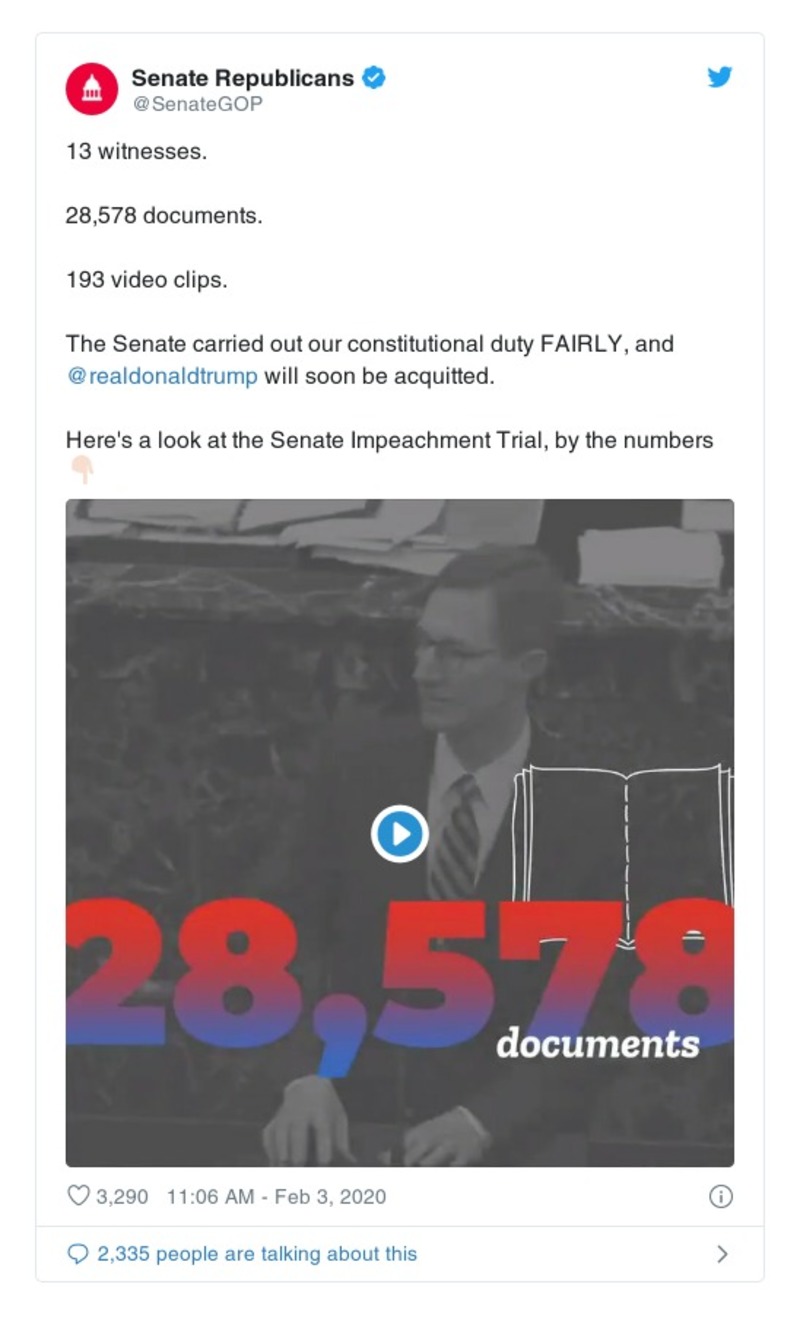 Senate Republicans
@SenateGOP
13 witnesses.
28,578 documents.
193 video clips.
The Senate carried out our constitutional duty FAIRLY, and
@realdonaldtrump will soon be acquitted.
Here's a look at the Senate Impeachment Trial, by the numbers
👇🏻
28,578
documents
3,290 11:06 AM - Feb 3, 2020
2,335 people are talking about this